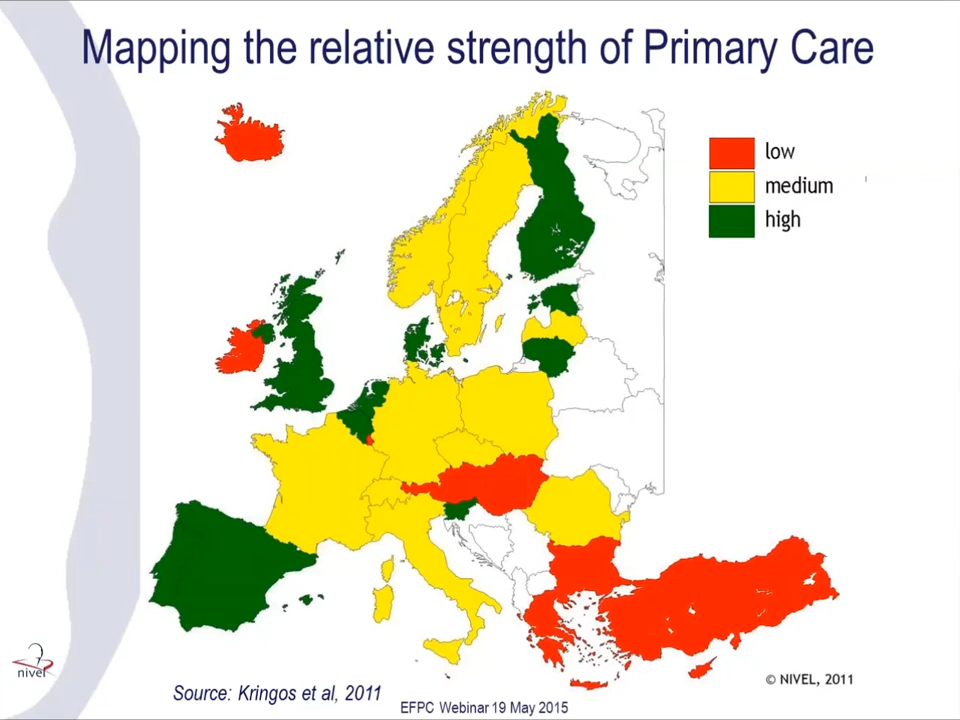 Mapping the relative strength of Primary Care
low
medium
high
nivel
© NIVEL, 2011
Source: Kringos et al, 2011
EFPC Webinar 19 May 2015